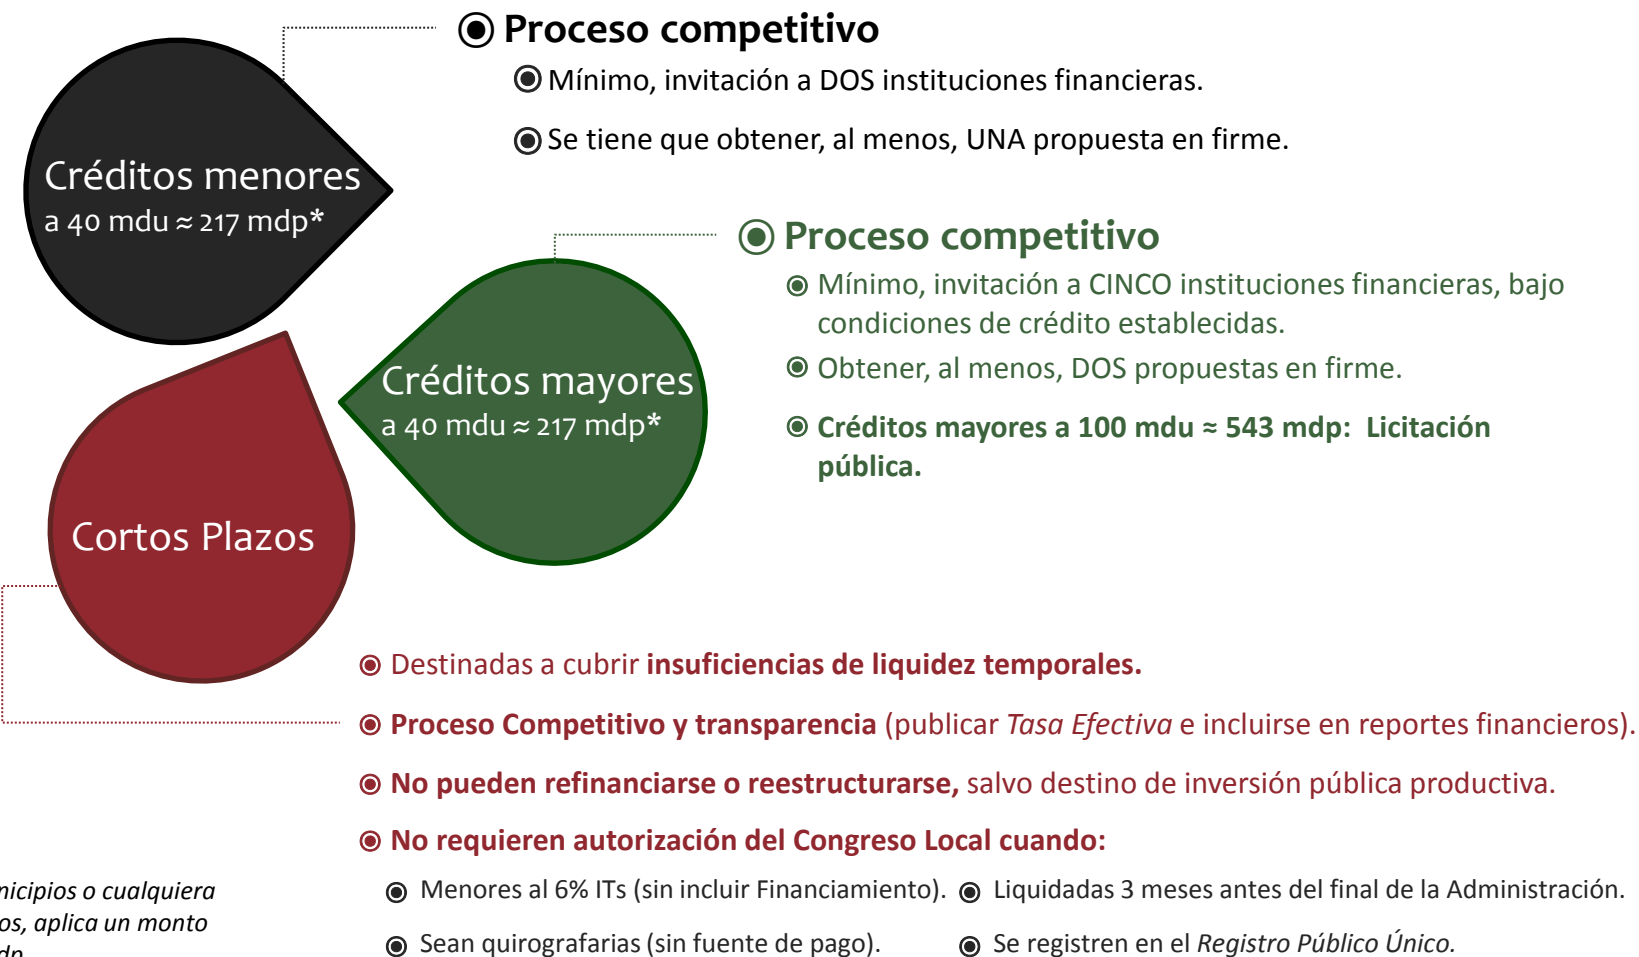 Proceso competitivo
Mínimo, invitación a DOS instituciones financieras.
Se tiene que obtener, al menos, UNA propuesta en firme.
Créditos menores
a 40 mdu ≈ 217 mdp*
Proceso competitivo
Mínimo, invitación a CINCO instituciones financieras, bajo
condiciones de crédito establecidas.
Obtener, al menos, DOS propuestas en firme.
Créditos mayores a 100 mdu ≈ 543 mdp: Licitación
pública.
Créditos mayores
a 40 mdu ≈ 217 mdp*
Cortos Plazos
Destinadas a cubrir insuficiencias de liquidez temporales.
Proceso Competitivo y transparencia (publicar Tasa Efectiva e incluirse en reportes financieros).
No pueden refinanciarse o reestructurarse, salvo destino de inversión pública productiva.
No requieren autorización del Congreso Local cuando:
Menores al 6% ITs (sin incluir Financiamiento).
Liquidadas 3 meses antes del final de la Administración.
Sean quirografarias (sin fuente de pago).
Se registren en el Registro Público Único.
o cualquiera
aplica un monto